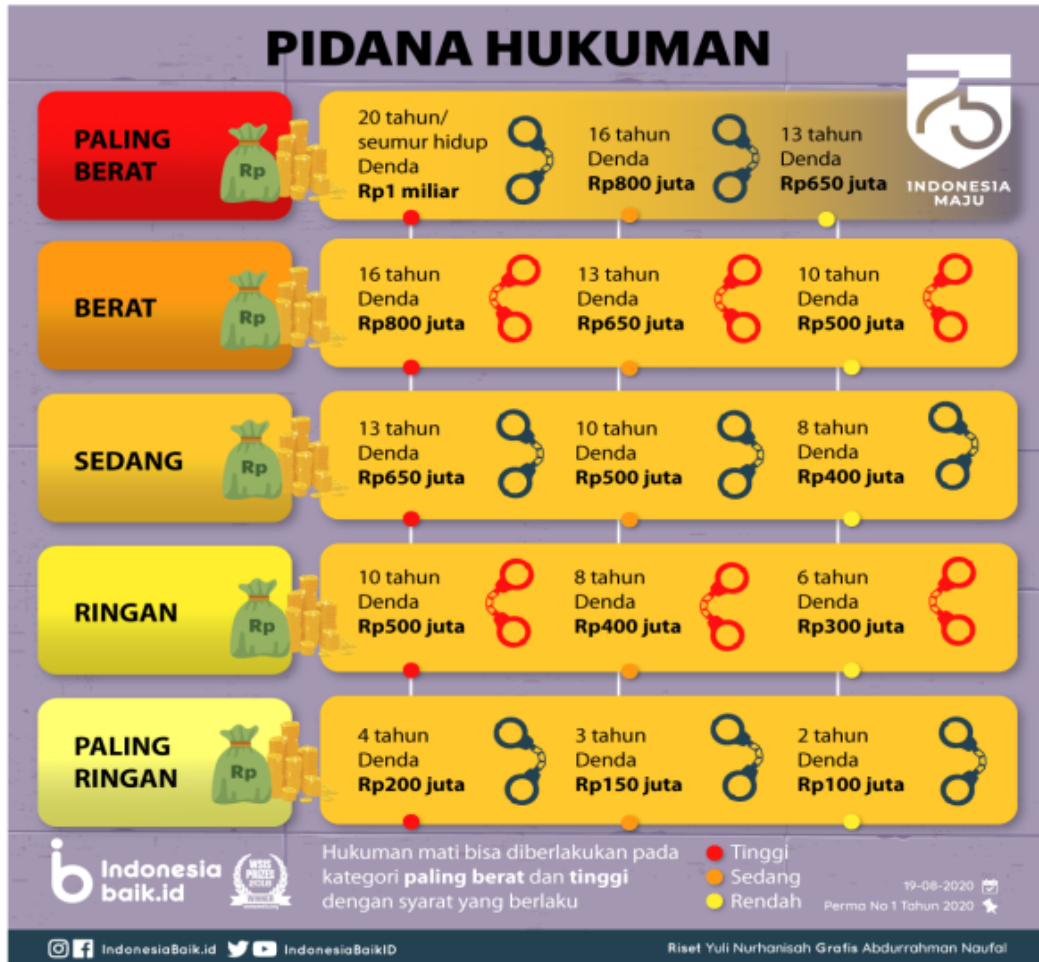 PIDANA HUKUMAN
75
INDONESIA
MAJU
PALING
BERAT
Rp
20 tahun/
seumur hidup
Denda
Rp1 miliar
16 tahun
Denda
Rp800 juta
13 tahun
Denda
Rp650 juta
BERAT
Rp
16 tahun
Denda
Rp800 juta
13 tahun
Denda
Rp650 juta
10 tahun
Denda
Rp500 juta
SEDANG
Rp
13 tahun
Denda
Rp650 juta
10 tahun
Denda
Rp500 juta
8 tahun
Denda
Rp400 juta
RINGAN
Rp
10 tahun
Denda
Rp500 juta
8 tahun
Denda
Rp400 juta
6 tahun
Denda
Rp300 juta
PALING
RINGAN
Rp
4 tahun
Denda
Rp200 juta
3 tahun
Denda
Rp150 juta
2 tahun
Denda
Rp100 juta
Indonesia
baik.id
WSIS
PRIZES
2018
WINNER
Hukuman mati bisa diberlakukan pada
kategori paling berat dan tinggi
dengan syarat yang berlaku
Tinggi
Sedang
Rendah
19-08-2020
Perma No 1 Tahun 2020
IndonesiaBaik.id
IndonesiaBaikID
Riset Yuli Nurhanisah Grafis Abdurrahman Naufal